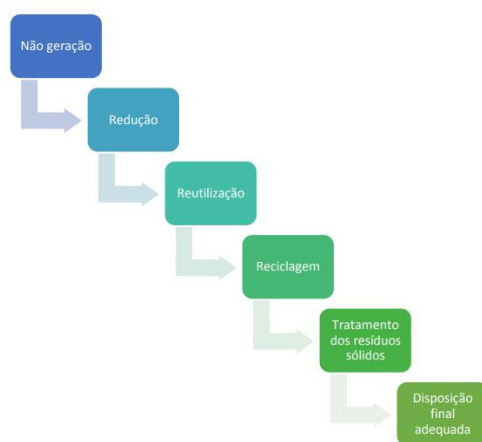 Não geração
Redução
Reutilização
Reciclagem
Tratamento
dos resíduos
sólidos
Disposição
final
adequada